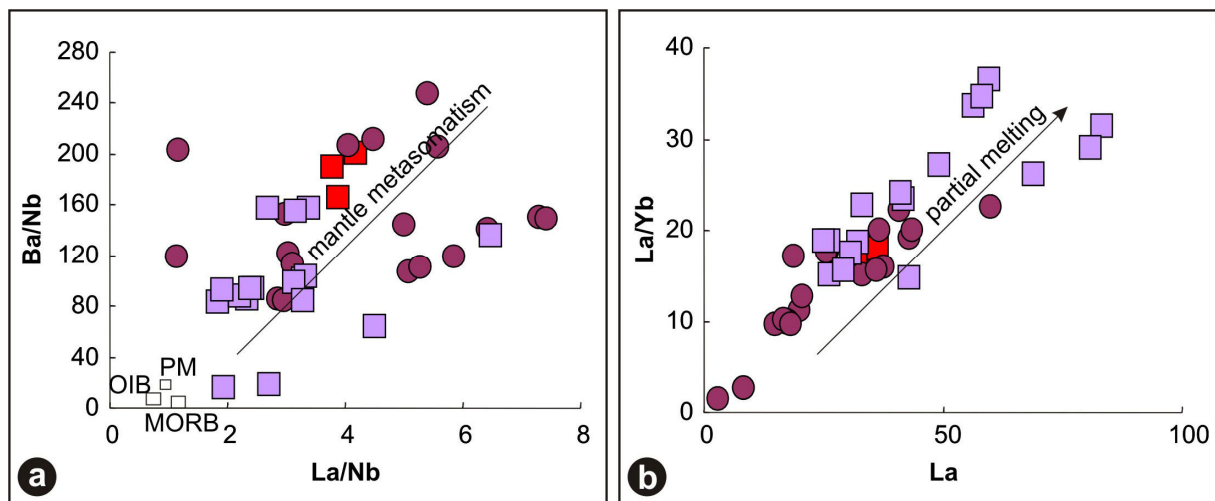 280
240
200
160
120
80
40
0
Ba/Nb
mantle metasomatism
PM
OIB
MORB
0 2 4 6 8
La/Nb
a
40
30
20
10
0
La/Yb
partial melting
0 50 100
La
b